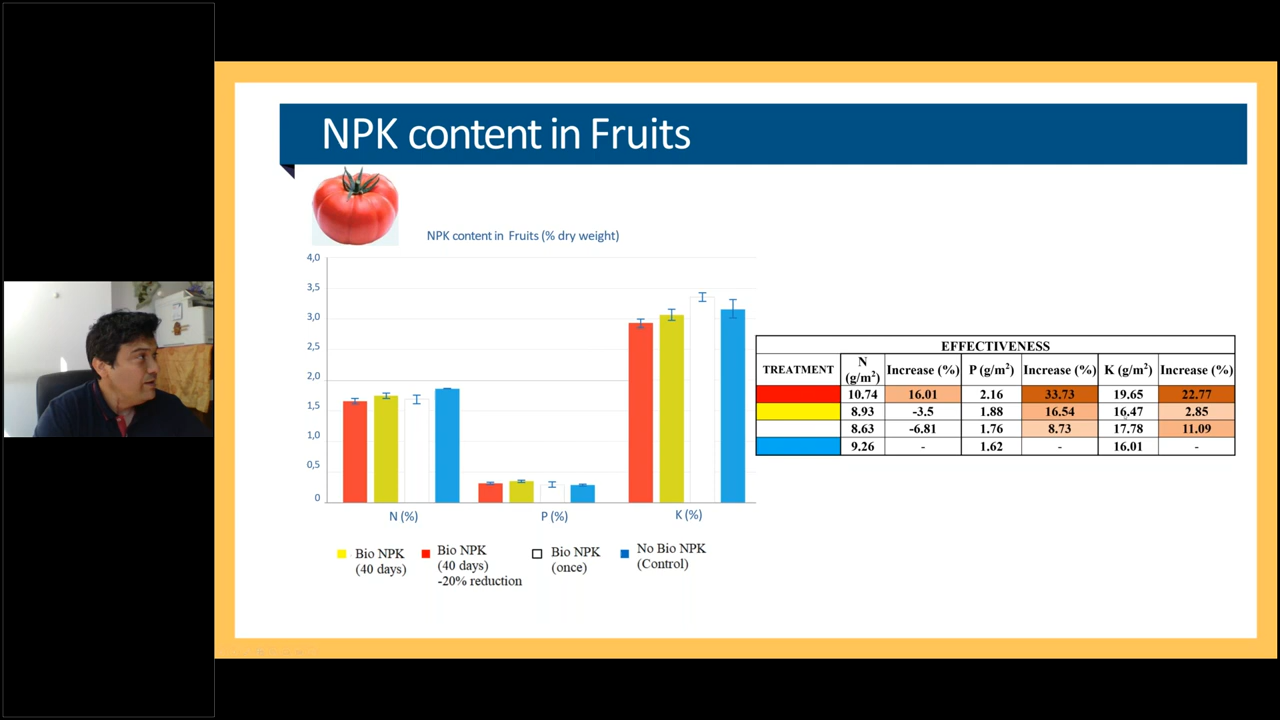 NPK content in Fruits
NPK content in Fruits (% dry weight)
4,0
3,5
3,0
2,5
2,0
1,5
1,0
0,5
0
N (%)
P (%)
K (%)
Bio NPK
(40 days)
Bio NPK
(40 days)
-20% reduction
Bio NPK
(once)
No Bio NPK
(Control)
EFFECTIVENESS
TREATMENT N (g/m²) Increase (%) P (g/m²) Increase (%) K (g/m²) Increase (%)
10.74 16.01 2.16 33.73 19.65 22.77
8.93 -3.5 1.88 16.54 16.47 2.85
8.63 -6.81 1.76 8.73 17.78 11.09
9.26 - 1.62 - 16.01 -